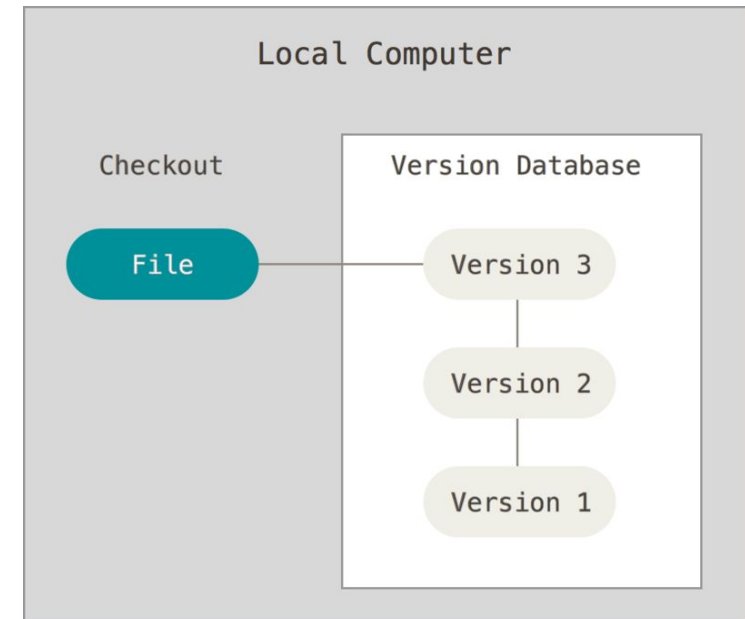 Local Computer
Checkout
Version Database
File
Version 3
Version 2
Version 1